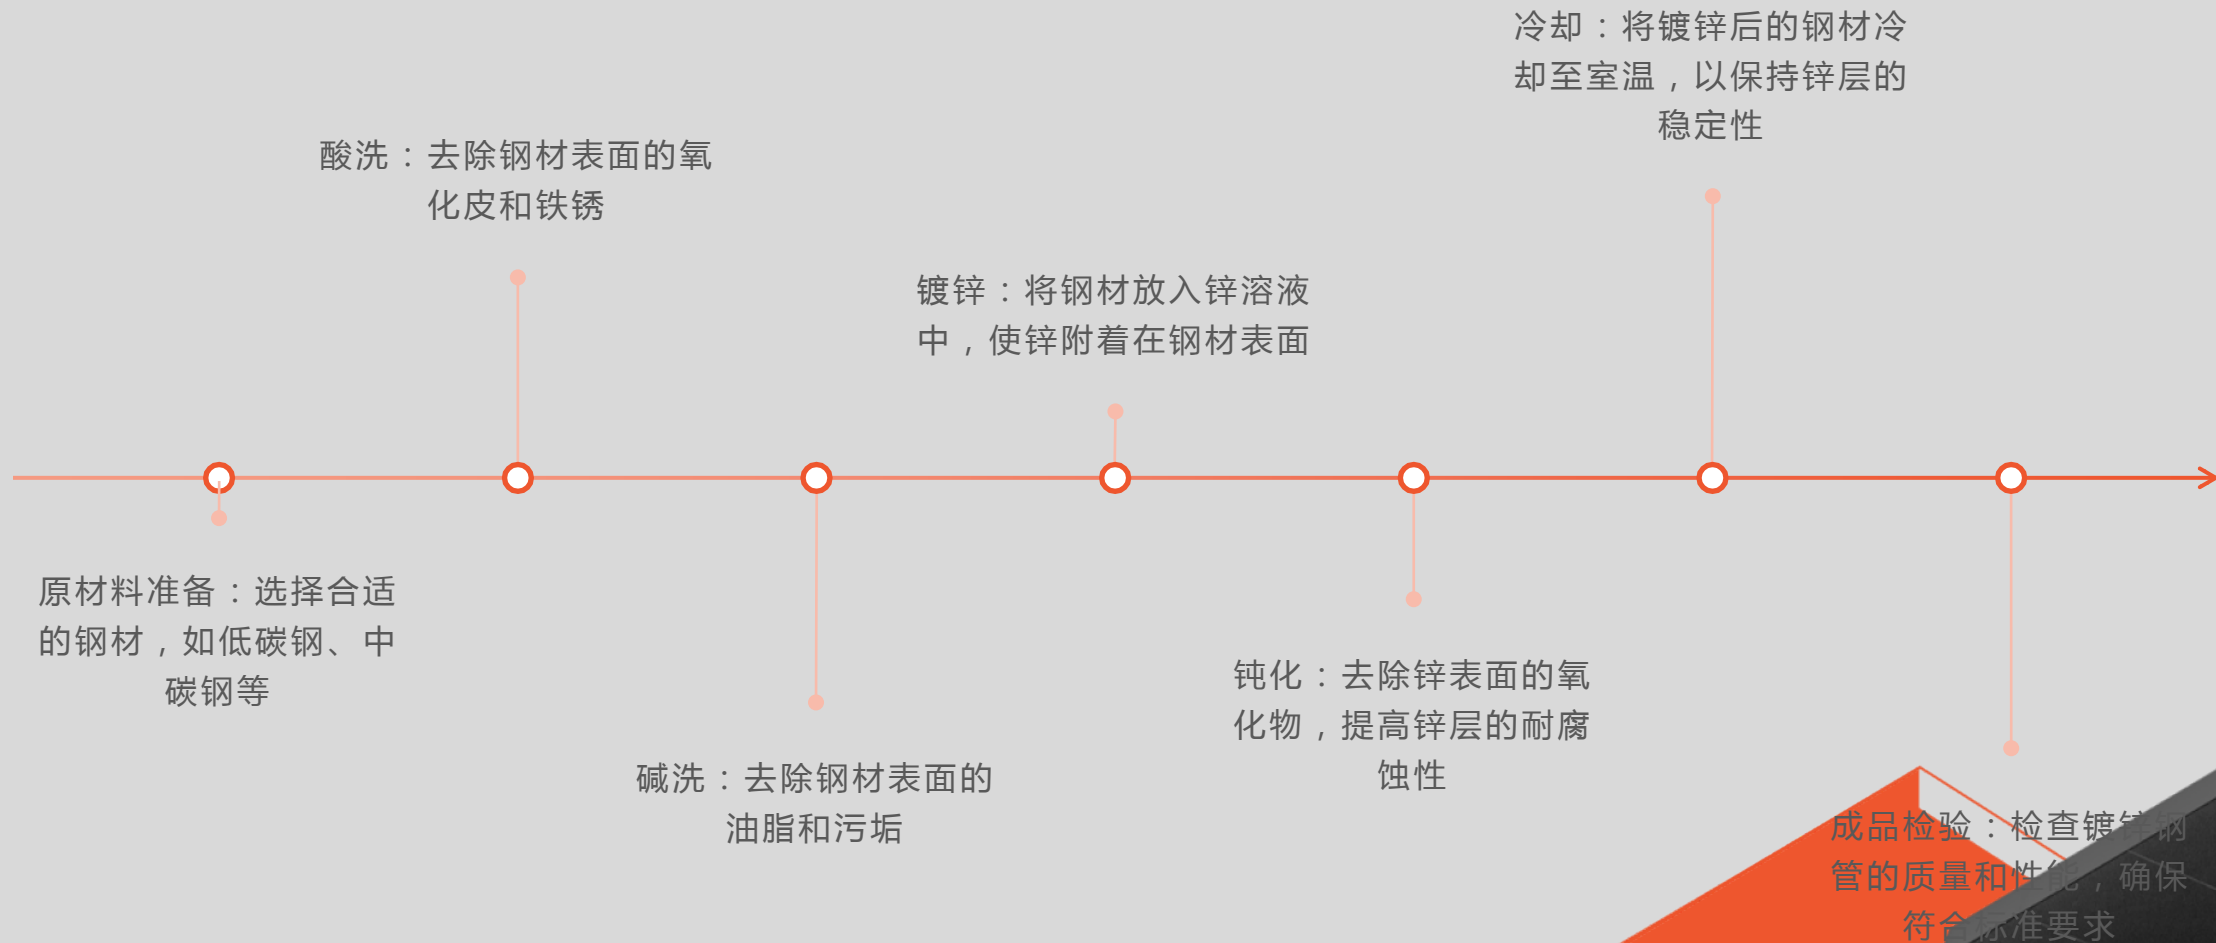 原材料准备：选择合适
的钢材，如低碳钢、中
碳钢等
酸洗：去除钢材表面的氧
化皮和铁锈
碱洗：去除钢材表面的
油脂和污垢
镀锌：将钢材放入锌溶液
中，使锌附着在钢材表面
钝化：去除锌表面的氧
化物，提高锌层的耐腐
蚀性
冷却：将镀锌后的钢材冷
却至室温，以保持锌层的
稳定性
成品检验：检查镀锌钢
管的质量和性能，确保
符合标准要求